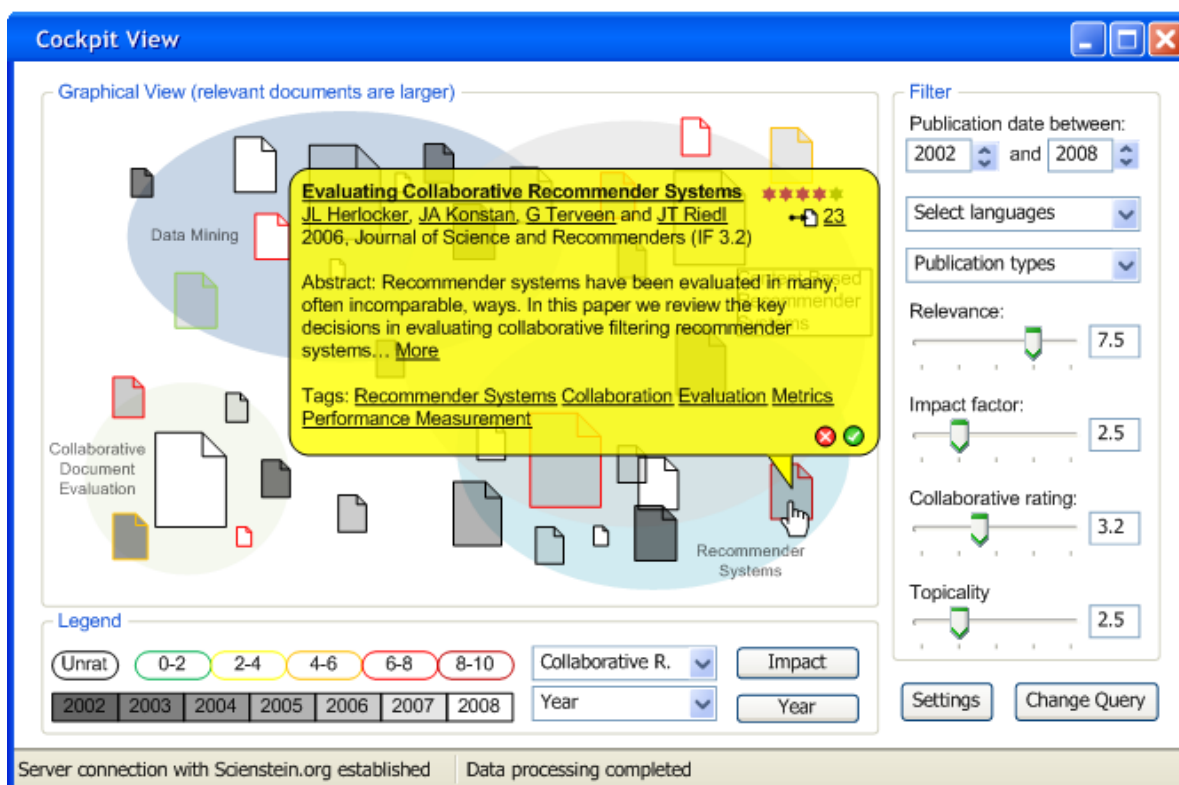 Cockpit View
Graphical View (relevant documents are larger)
Data Mining
Evaluating Collaborative Recommender Systems
23
JL Herlocker, JA Konstan, G Terveen and JT Riedl
2006, Journal of Science and Recommenders (IF 3.2)
Abstract: Recommender systems have been evaluated in many,
often incomparable, ways. In this paper we review the key
decisions in evaluating collaborative filtering recommender
systems... More
Tags: Recommender Systems Collaboration Evaluation Metrics
Performance Measurement
Content Based
Recommender
Systems
Collaborative
Document
Evaluation
Recommender
Systems
Legend
Unrat 0-2 2-4 4-6 6-8 8-10
2002 2003 2004 2005 2006 2007 2008
Collaborative R.
Year
Impact
Year
Filter
Publication date between:
2002 and 2008
Select languages
Publication types
Relevance:
7.5
Impact factor:
2.5
Collaborative rating:
3.2
Topicality
2.5
Settings
Change Query
Server connection with Scienstein.org established
Data processing completed